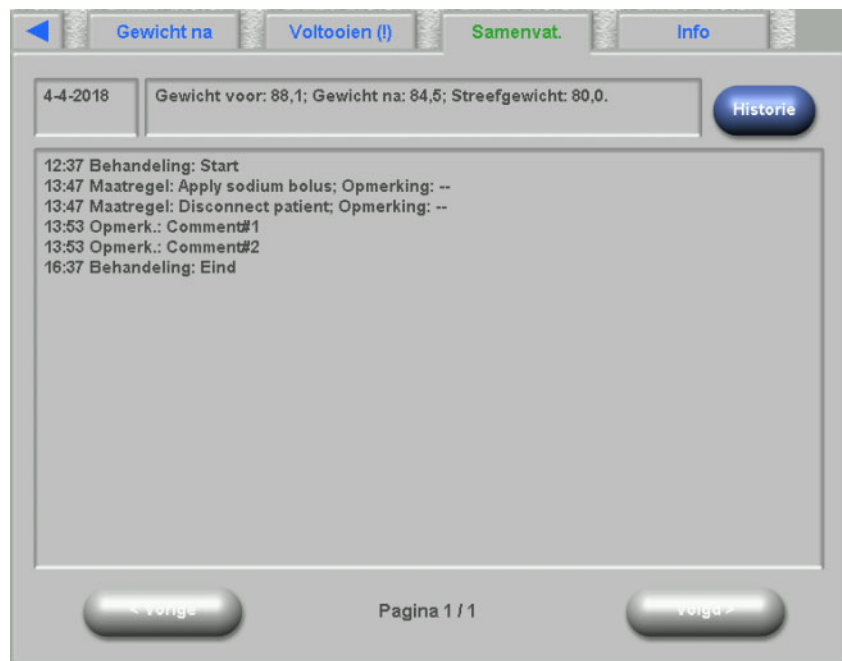 Gewicht na
Voltooien (!)
Samenvat.
Info
4-4-2018
Gewicht voor: 88,1; Gewicht na: 84,5; Streefgewicht: 80,0.
Historie
12:37 Behandeling: Start
13:47 Maatregel: Apply sodium bolus; Opmerking: --
13:47 Maatregel: Disconnect patient; Opmerking: --
13:53 Opmerk.: Comment#1
13:53 Opmerk.: Comment#2
16:37 Behandeling: Eind
< Vorige
Pagina 1 / 1
Volgd >